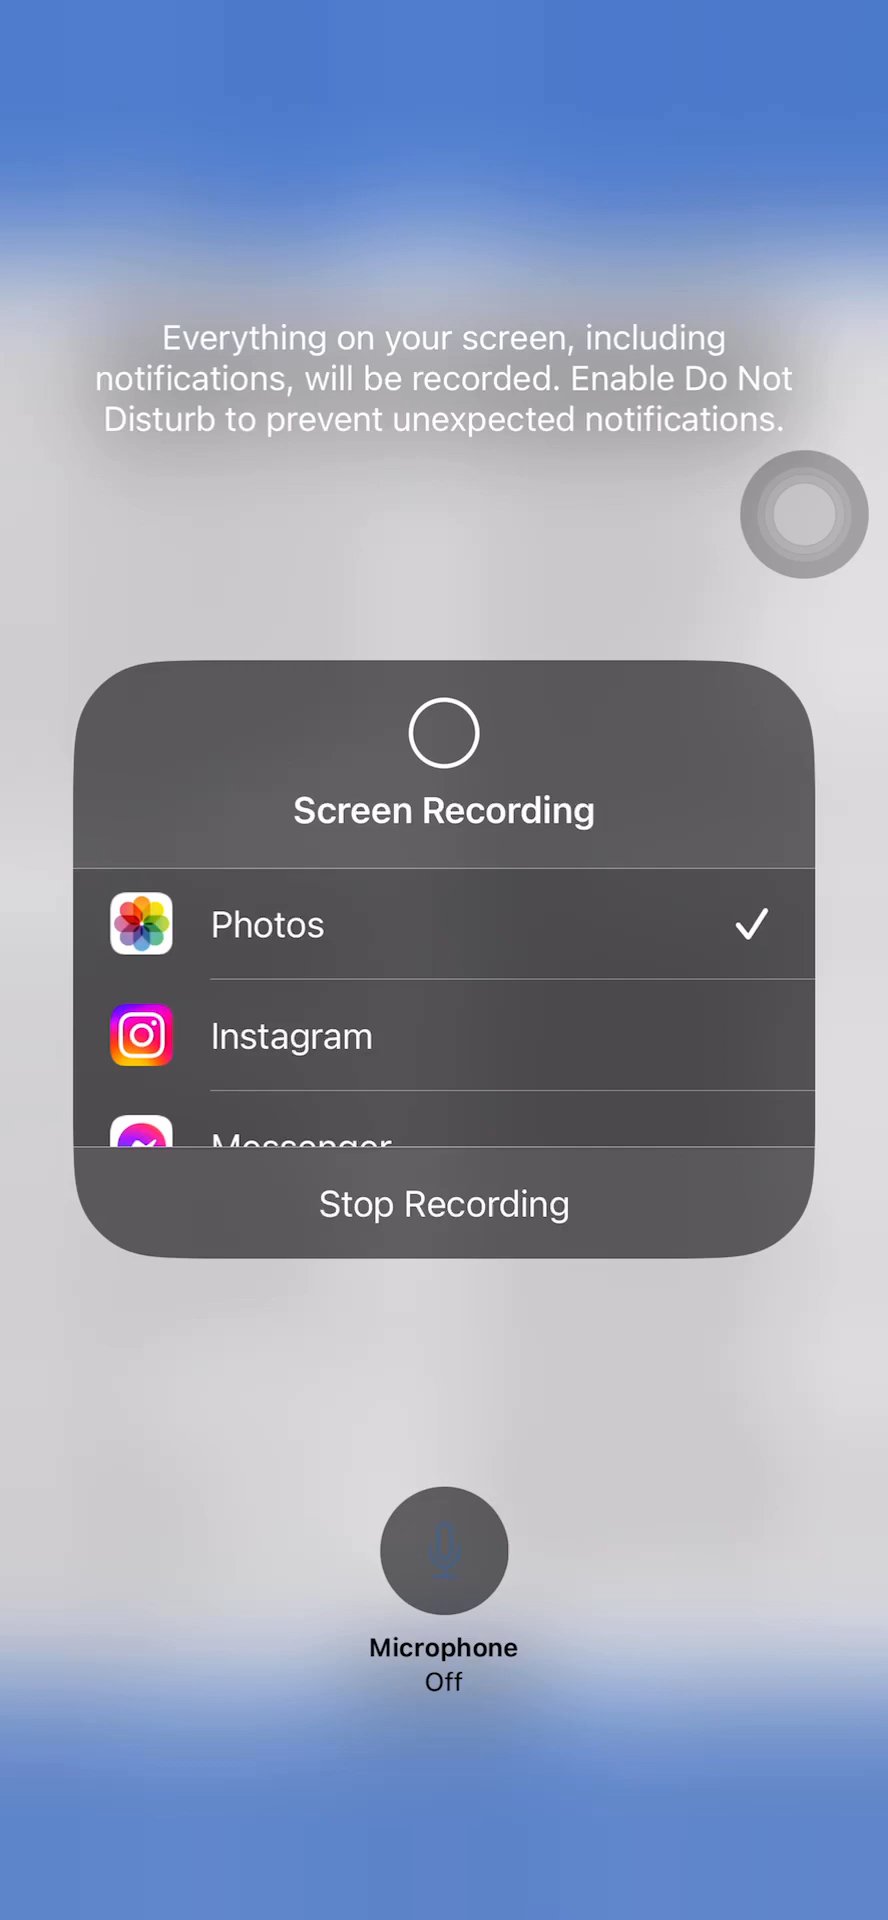 Everything on your screen, including
notifications, will be recorded. Enable Do Not
Disturb to prevent unexpected notifications.
Screen Recording
Photos
Instagram
Messenger
Stop Recording
Microphone
Off